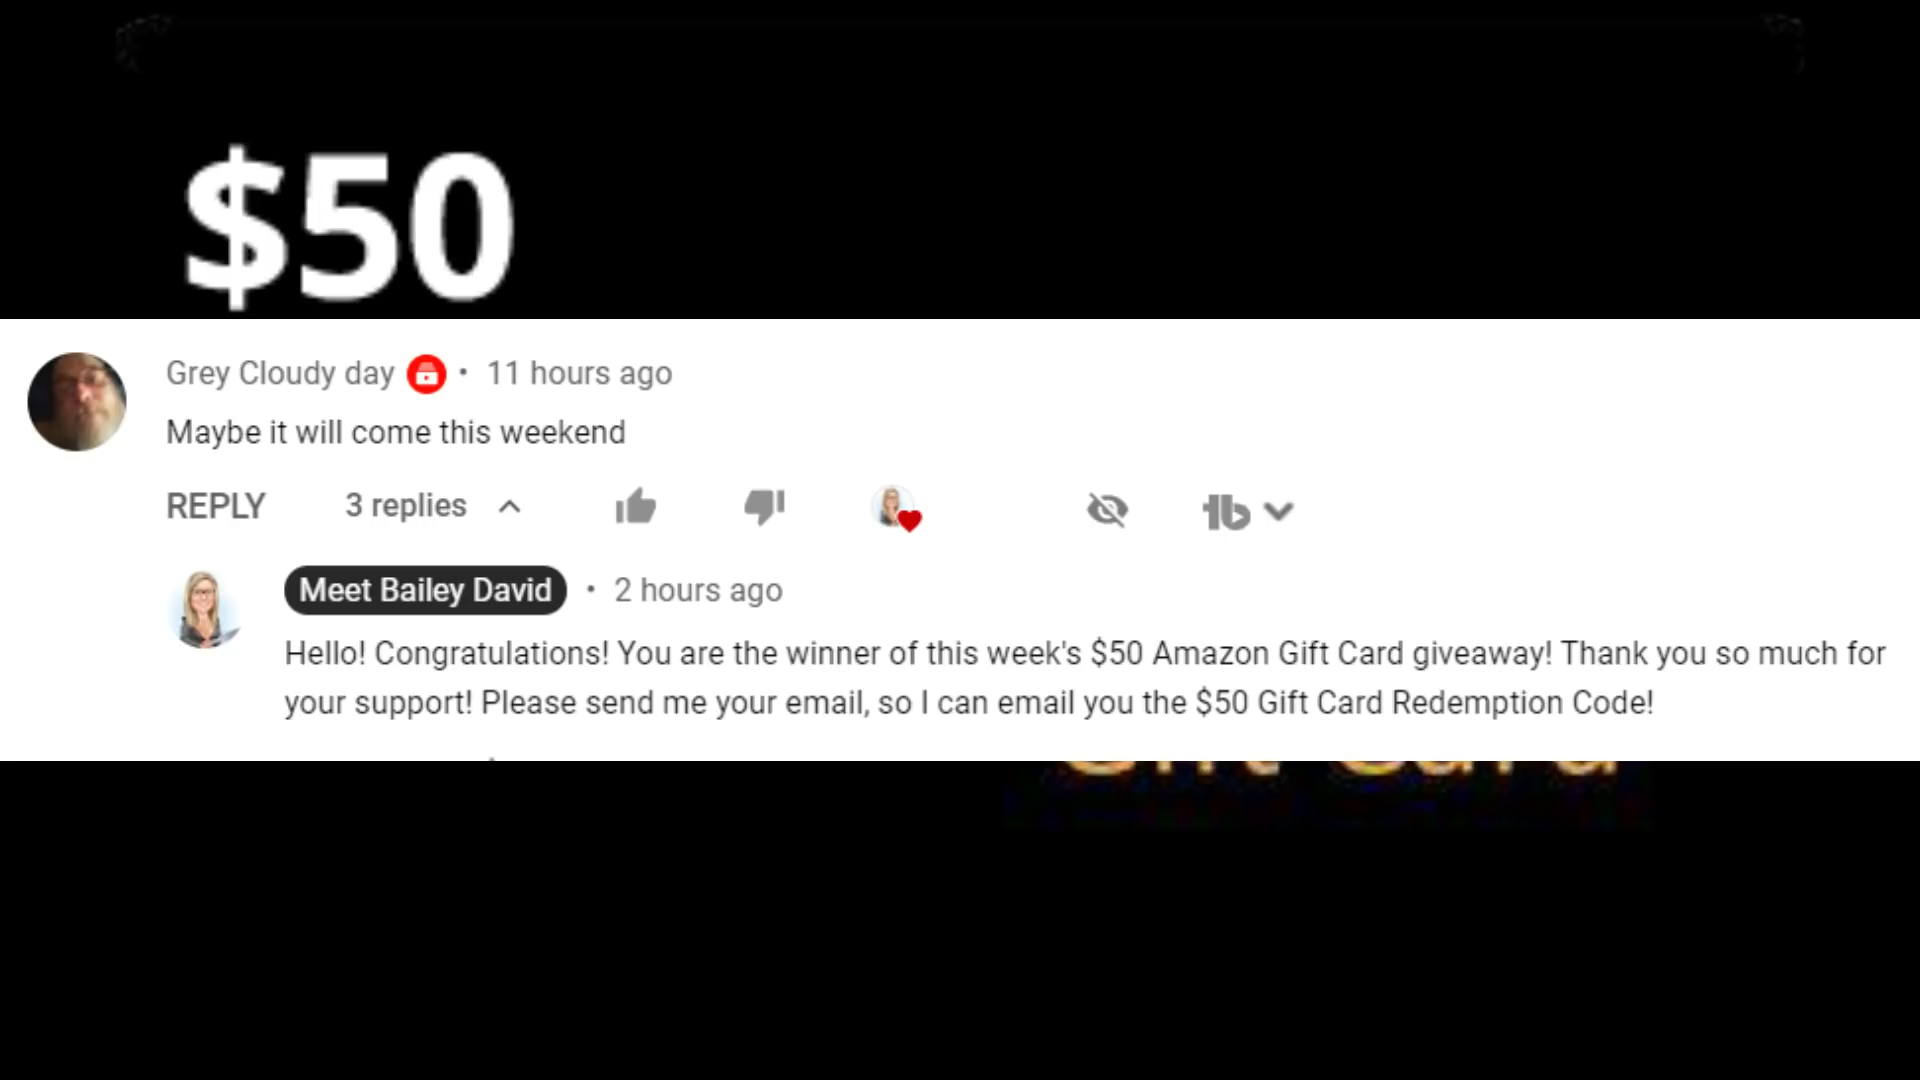 $50
Grey Cloudy day • 11 hours ago
Maybe it will come this weekend
REPLY 3 replies
Meet Bailey David • 2 hours ago
Hello! Congratulations! You are the winner of this week's $50 Amazon Gift Card giveaway! Thank you so much for
your support! Please send me your email, so I can email you the $50 Gift Card Redemption Code!
Gift Card